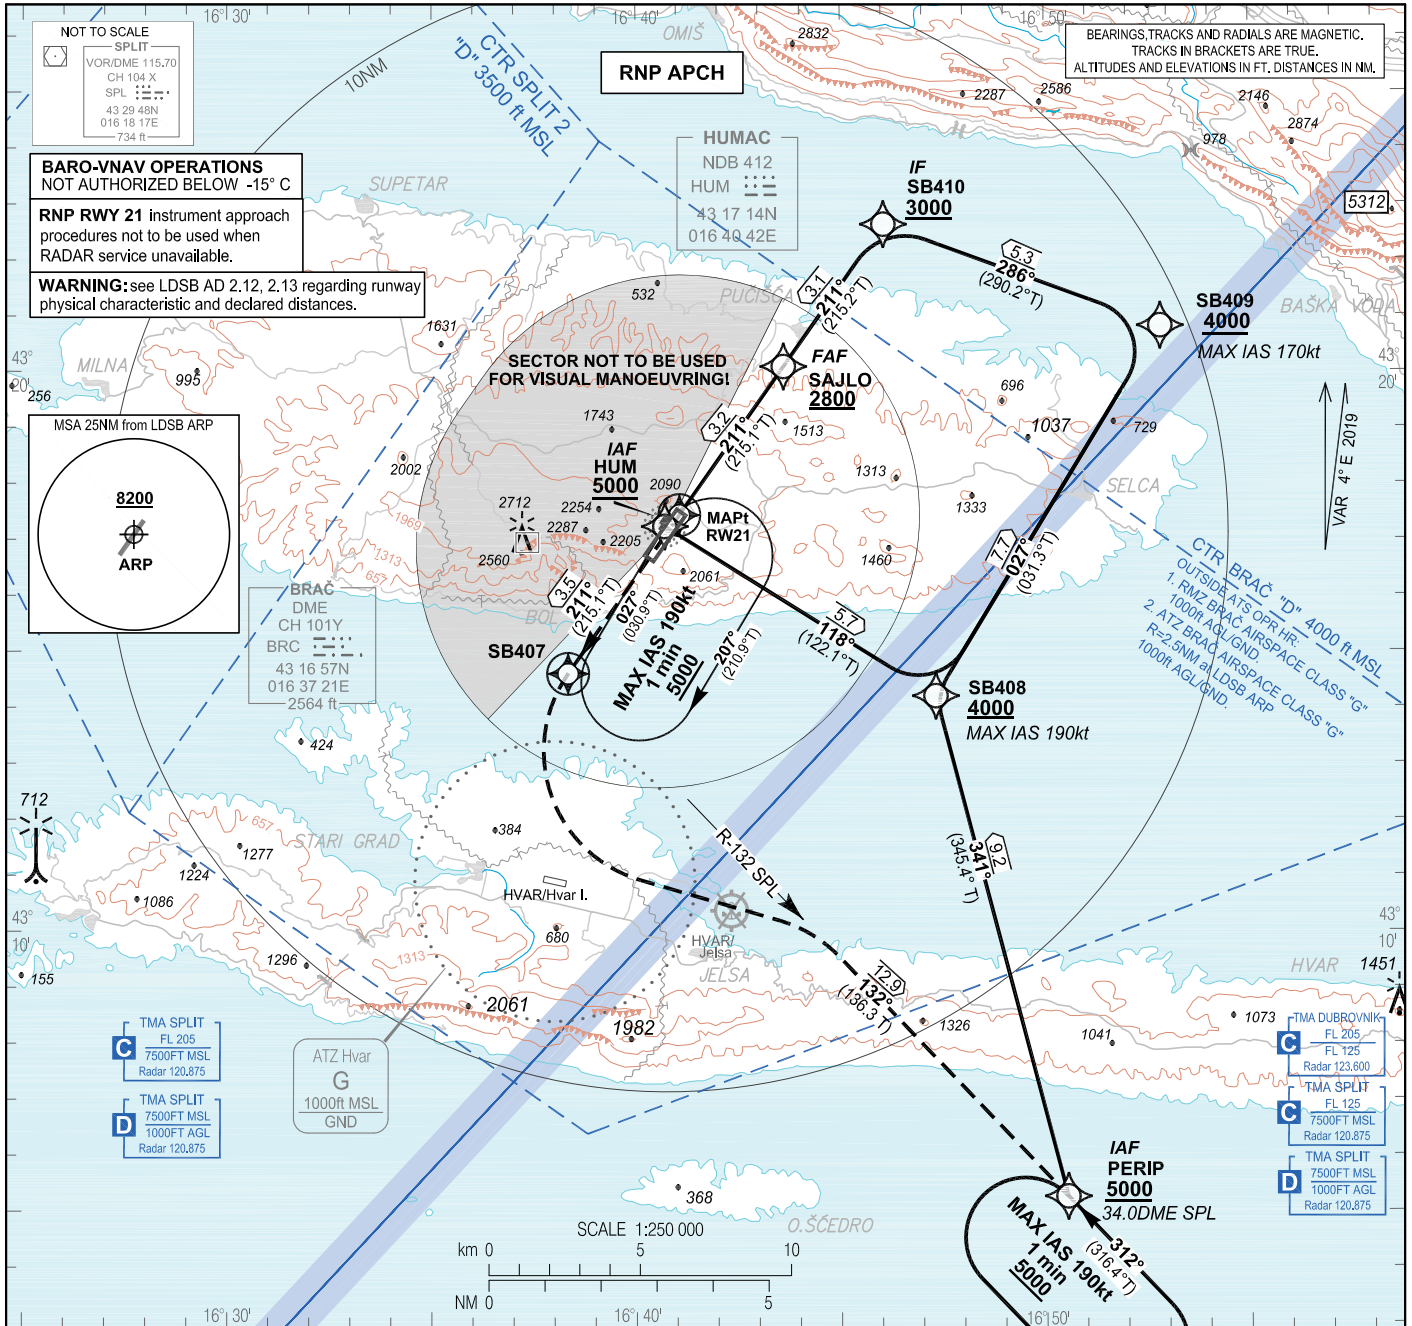 16°30'
16°40'
16°50'
NOT TO SCALE
SPLIT
VOR/DME 115.70
CH 104 X
SPL
43 29 48N
016 18 17E
734 ft
BARO-VNAV OPERATIONS
NOT AUTHORIZED BELOW -15° C
RNP RWY 21 instrument approach
procedures not to be used when
RADAR service unavailable.
WARNING: see LDSB AD 2.12, 2.13 regarding runway
physical characteristic and declared distances.
10NM
CTR SPLIT 2
"D" 3500 ft MSL
OMIŠ
RNP APCH
BEARINGS,TRACKS AND RADIALS ARE MAGNETIC.
TRACKS IN BRACKETS ARE TRUE.
ALTITUDES AND ELEVATIONS IN FT. DISTANCES IN NM.
2832
2287
2586
2146
2874
978
5312
HUMAC
NDB 412
HUM
43 17 14N
016 40 42E
IF
SB410
3000
SUPETAR
532
PUČIŠĆA
3.1
211°
(215.2°T)
5.3
286°
(290.2°T)
SB409
4000
MAX IAS 170kt
BAŠKA VODA
43°
20'
1631
MILNA
995
256
43°
20'
SECTOR NOT TO BE USED
FOR VISUAL MANOEUVRING!
FAF
SAJLO
2800
696
1037
729
1513
1743
3.2
211°
(215.1°T)
VAR 4° E 2019
MSA 25NM from LDSB ARP
8200
ARP
2002
1969
1313
657
IAF
HUM
5000
2090
2712
2254
2287
2205
2560
MAPt
RW21
1313
1333
1460
2061
SELCA
7.7
027°
(031.3°T)
CTR BRAČ "D" 4000 ft MSL
OUTSIDE ATS OPR HR:
1. RMZ BRAČ AIRSPACE CLASS "G"
1000ft AGL/GND.
2. ATZ BRAČ AIRSPACE CLASS "G"
R=2.5NM at LDSB ARP
1000ft AGL/GND.
BRAČ
DME
CH 101Y
BRC
43 16 57N
016 37 21E
2564 ft
BOL
3.5
211°
(215.1°T)
027°
(030.9°T)
MAX IAS 190kt
1 min
5000
207°
(210.9°T)
5.7
118°
(122.1°T)
SB407
SB408
4000
MAX IAS 190kt
424
712
657
STARI GRAD
1277
1224
1086
384
HVAR/Hvar I.
R-132 SPL
9.2
341°
(345.4° T)
43°
10'
43°
10'
155
1296
1313
680
HVAR/
Jelsa
JELSA
2061
1982
12.9
132°
(136.3 T)
1326
1041
1073
HVAR
1451
TMA SPLIT
C
FL 205
7500FT MSL
Radar 120.875
TMA SPLIT
D
7500FT MSL
1000FT AGL
Radar 120.875
ATZ Hvar
G
1000ft MSL
GND
TMA DUBROVNIK
C
FL 205
FL 125
Radar 123.600
TMA SPLIT
C
FL 125
7500FT MSL
Radar 120.875
TMA SPLIT
D
7500FT MSL
1000FT AGL
Radar 120.875
IAF
PERIP
5000
34.0DME SPL
MAX IAS 190kt
1 min
5000
312°
(316.4°T)
368
O.ŠĆEDRO
SCALE 1:250 000
km 0 5 10
NM 0 5
16°30'
16°40'
16°50'